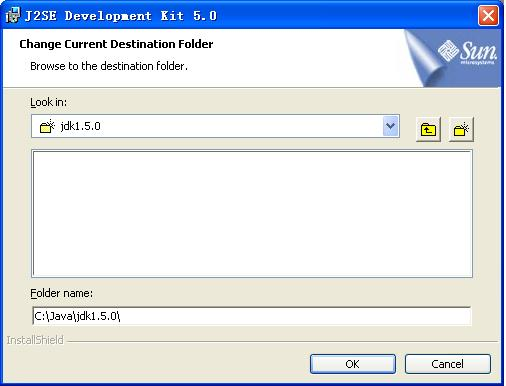 J2SE Development Kit 5.0
Change Current Destination Folder
Browse to the destination folder.
Sun
microsystems
Look in:
jdk1.5.0
Folder name:
C:\Java\jdk1.5.0\
InstallShield
OK
Cancel